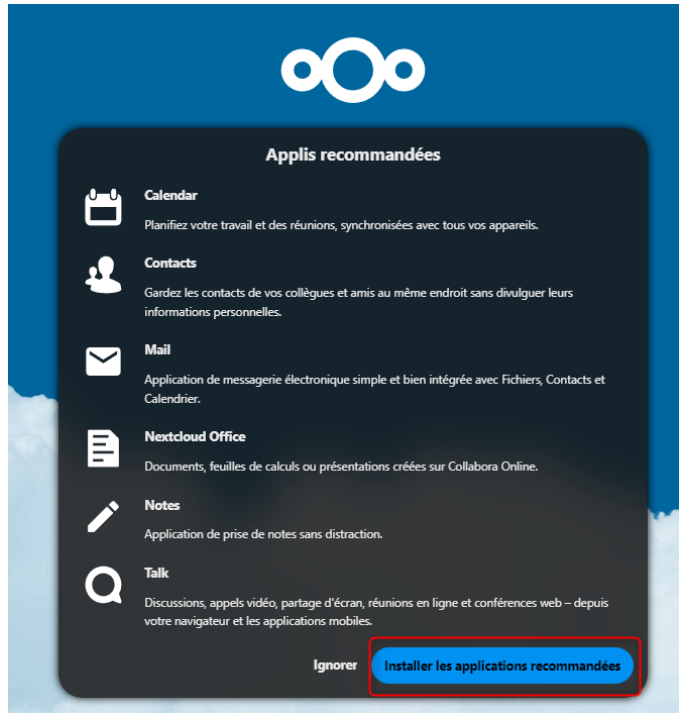 Applis recommandées
Calendar
Planifiez votre travail et des réunions, synchronisées avec tous vos appareils.
Contacts
Gardez les contacts de vos collègues et amis au même endroit sans divulguer leurs
informations personnelles.
Mail
Application de messagerie électronique simple et bien intégrée avec Fichiers, Contacts et
Calendrier.
Nextcloud Office
Documents, feuilles de calculs ou présentations créées sur Collabora Online.
Notes
Application de prise de notes sans distraction.
Talk
Discussions, appels vidéo, partage d'écran, réunions en ligne et conférences web – depuis
votre navigateur et les applications mobiles.
Ignorer Installer les applications recommandées